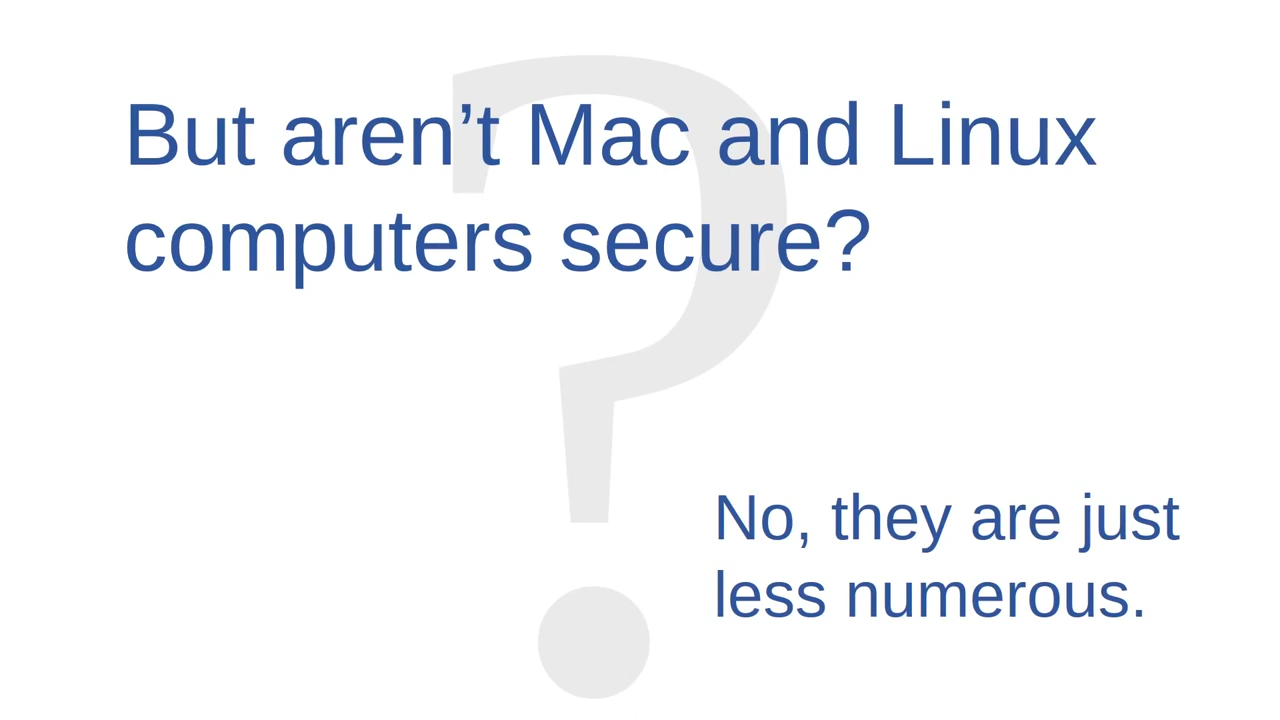 But aren’t Mac and Linux
computers secure?
No, they are just
less numerous.